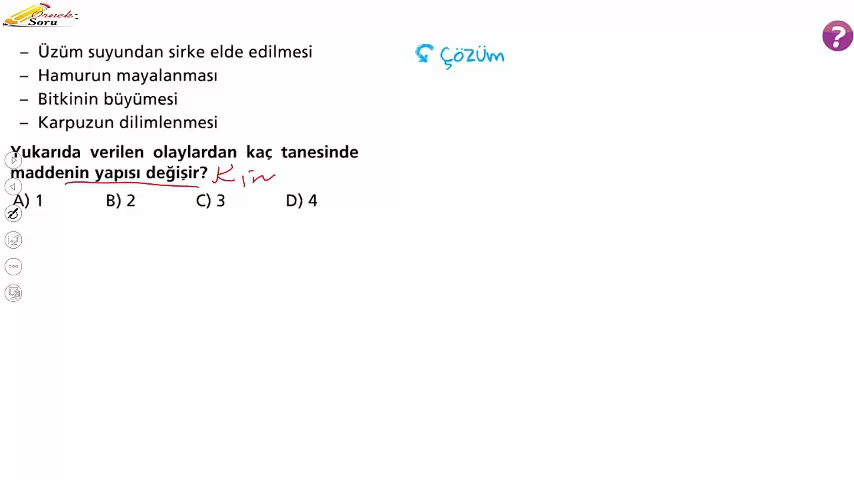 Örnek
Soru
– Üzüm suyundan sirke elde edilmesi
– Hamurun mayalanması
– Bitkinin büyümesi
– Karpuzun dilimlenmesi
Yukarıda verilen olaylardan kaç tanesinde
maddenin yapısı değişir? Kim
A) 1 B) 2 C) 3 D) 4
Çözüm
?